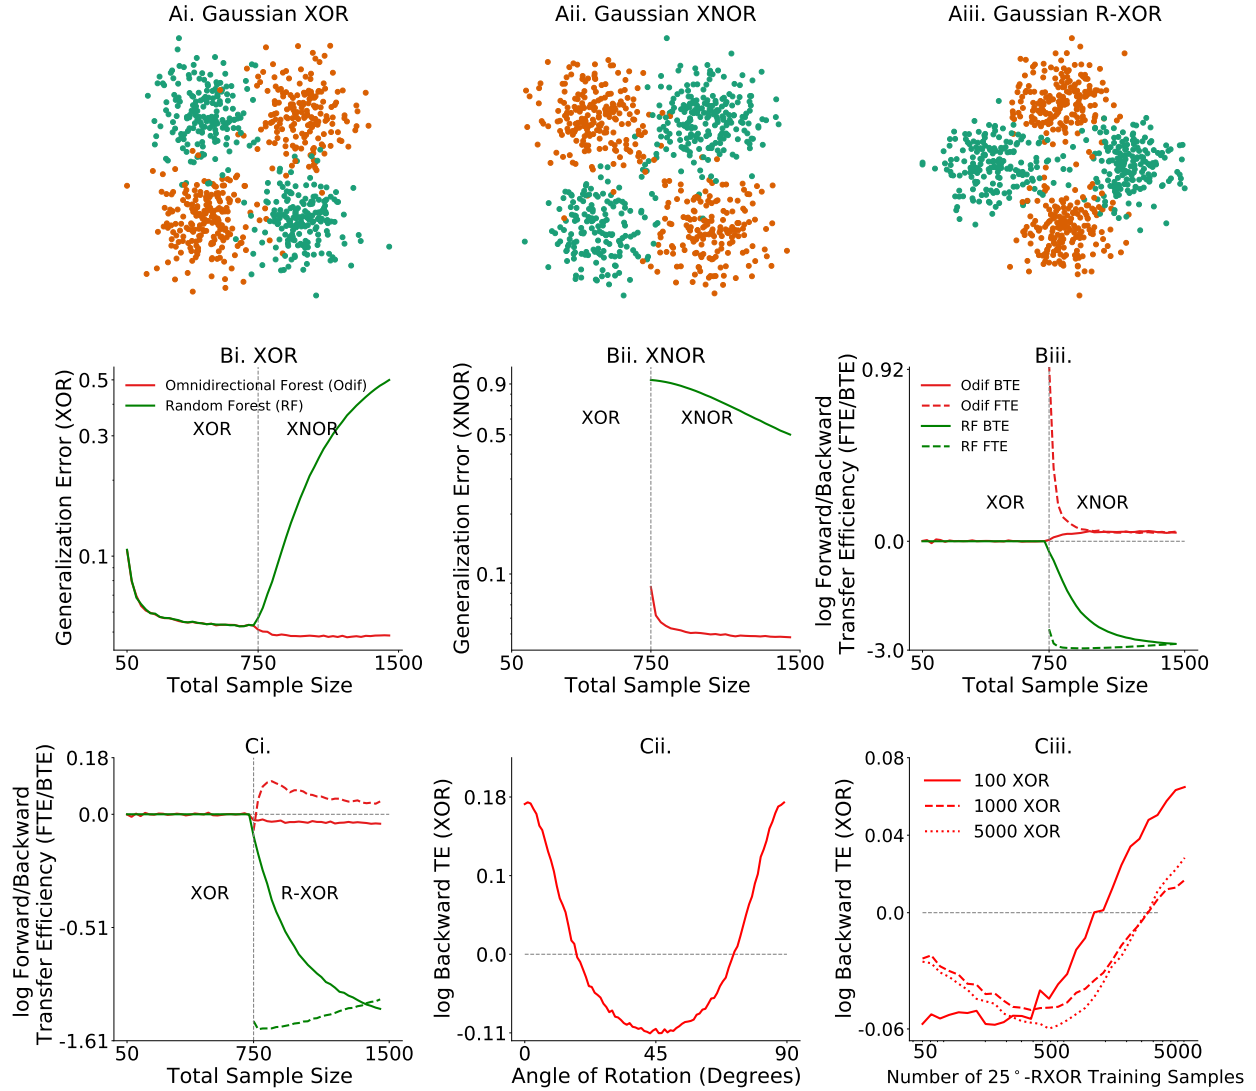 Ai. Gaussian XOR
Aii. Gaussian XNOR
Aiii. Gaussian R-XOR
Bi. XOR
Generalization Error (XOR)
0.5
0.3
0.1
Omnidirectional Forest (Odif)
Random Forest (RF)
XOR
XNOR
50
750
1500
Total Sample Size
Bii. XNOR
Generalization Error (XNOR)
0.9
0.5
0.1
XOR
XNOR
50
750
1500
Total Sample Size
Biii.
log Forward/Backward
Transfer Efficiency (FTE/BTE)
0.92
0.0
-3.0
Odif BTE
Odif FTE
RF BTE
RF FTE
XOR
XNOR
50
750
1500
Total Sample Size
Ci.
log Forward/Backward
Transfer Efficiency (FTE/BTE)
0.18
0.0
-0.51
-1.61
XOR
R-XOR
50
750
1500
Total Sample Size
Cii.
log Backward TE (XOR)
0.18
0.1
0.0
-0.11
0
45
90
Angle of Rotation (Degrees)
Ciii.
log Backward TE (XOR)
0.08
0.04
0.0
-0.06
100 XOR
1000 XOR
5000 XOR
50
500
5000
Number of 25°-RXOR Training Samples